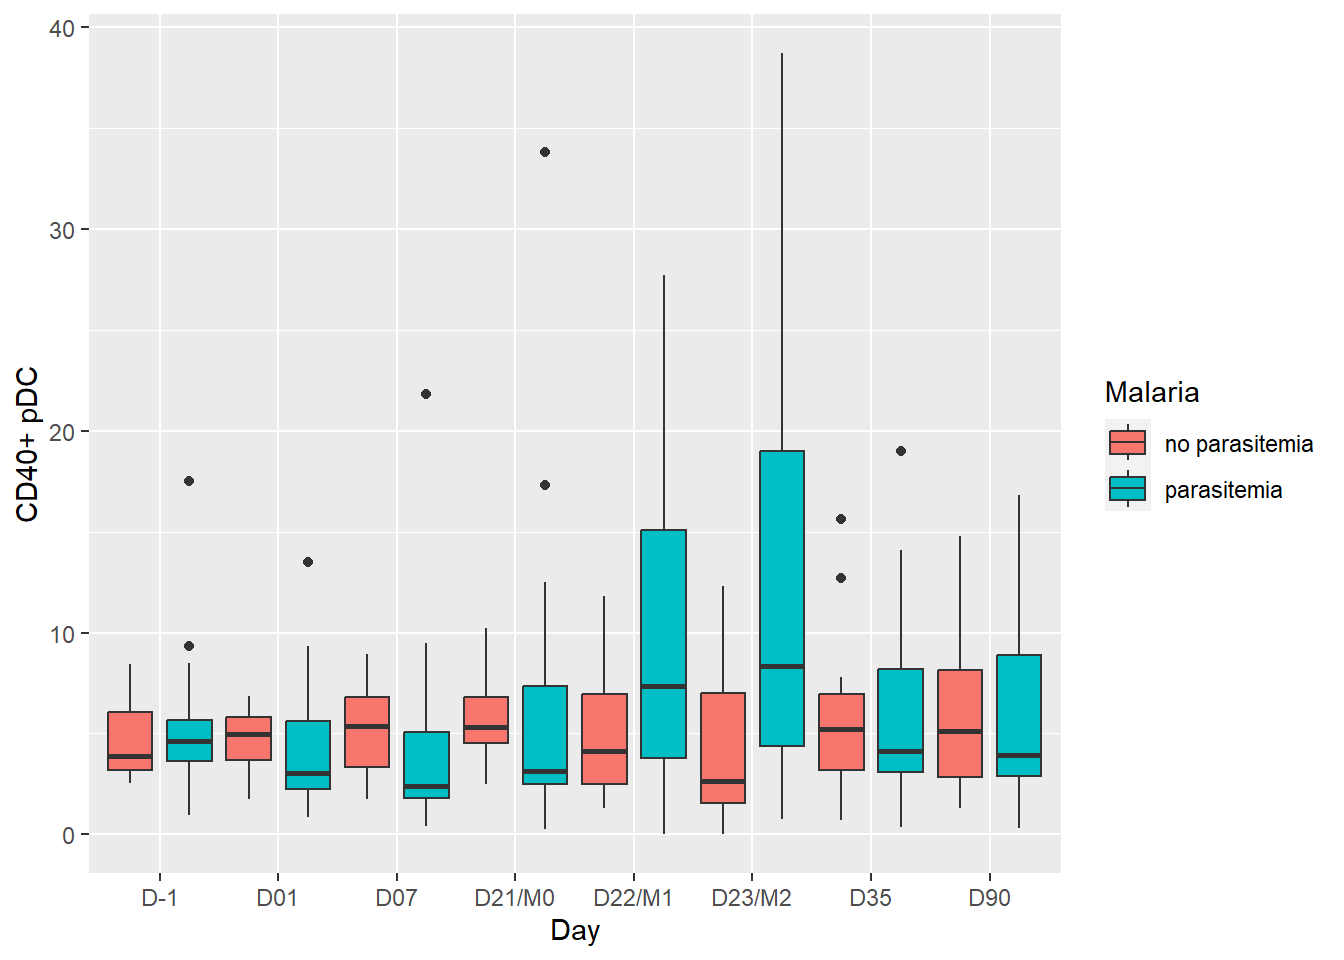 CD40+ pDC
40
30
20
10
0
D-1 D01 D07 D21/M0 D22/M1 D23/M2 D35 D90
Day
Malaria
no parasitemia
parasitemia